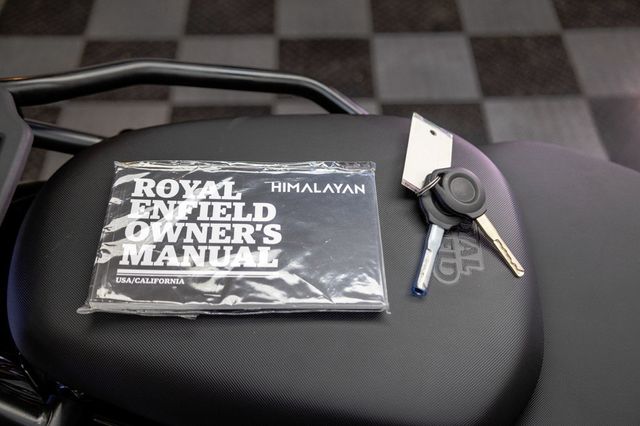 ROYAL
ENFIELD
OWNER'S
MANUAL
HIMALAYAN
USA/CALIFORNIA